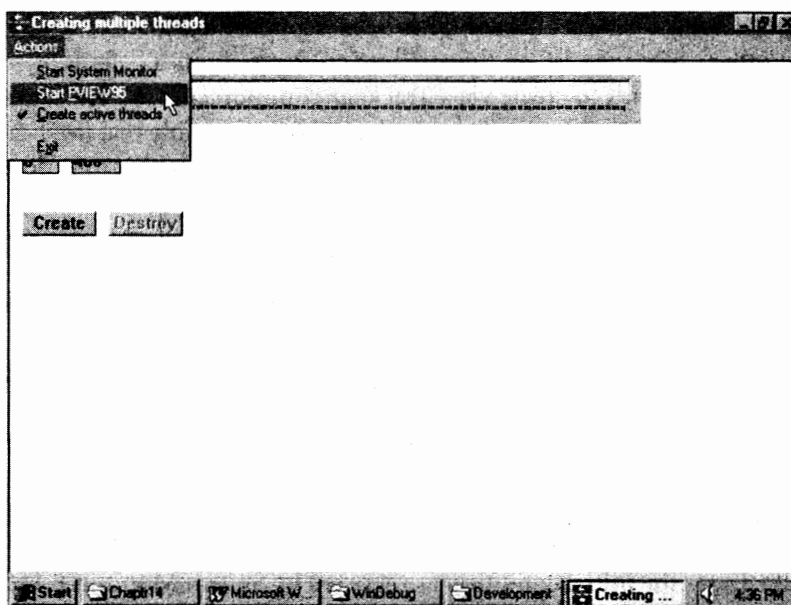 Creating multiple threads
Actions
Start System Monitor
Start PVIEW95
✔ Create active threads
Exit
Create Destroy
Start Chaptr14 Microsoft W... WinDebug Development Creating ... 4:36 PM